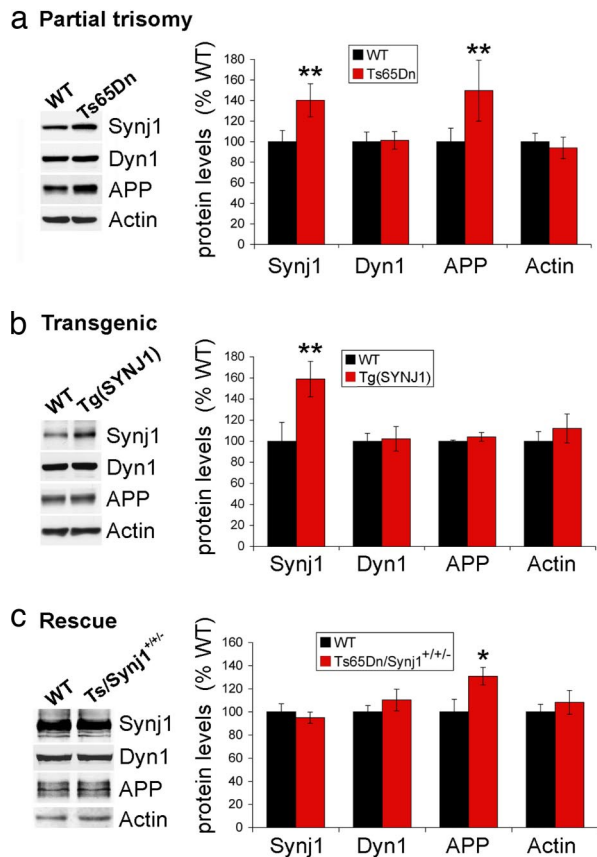 a Partial trisomy
WT Ts65Dn
Synj1
Dyn1
APP
Actin
protein levels (% WT)
180
160
140
120
100
80
60
40
20
0
WT
Ts65Dn
**
**
Synj1 Dyn1 APP Actin
b Transgenic
WT Tg(SYNJ1)
Synj1
Dyn1
APP
Actin
protein levels (% WT)
180
160
140
120
100
80
60
40
20
0
WT
Tg(SYNJ1)
**
Synj1 Dyn1 APP Actin
c Rescue
WT Ts/Synj1+/+/-
Synj1
Dyn1
APP
Actin
protein levels (% WT)
160
140
120
100
80
60
40
20
0
WT
Ts65Dn/Synj1+/+/-
*
Synj1 Dyn1 APP Actin